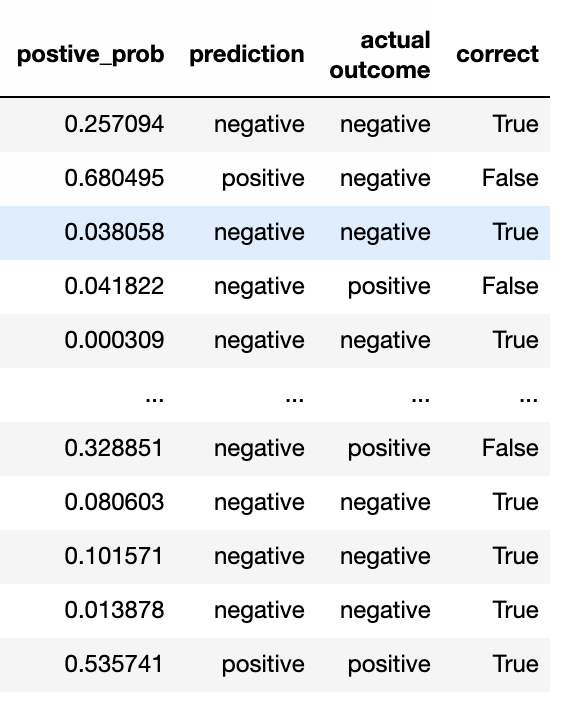 postive_prob prediction actual outcome correct
0.257094 negative negative True
0.680495 positive negative False
0.038058 negative negative True
0.041822 negative positive False
0.000309 negative negative True
... ... ... ...
0.328851 negative positive False
0.080603 negative negative True
0.101571 negative negative True
0.013878 negative negative True
0.535741 positive positive True